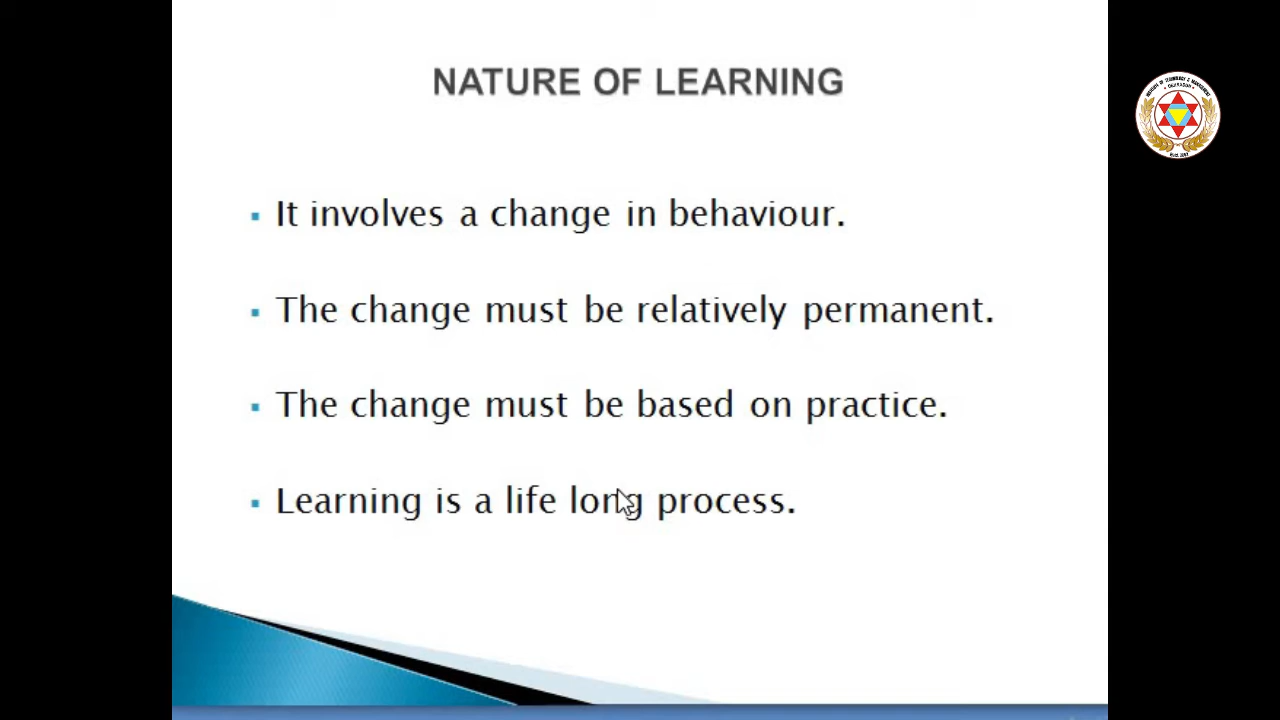 NATURE OF LEARNING
It involves a change in behaviour.
The change must be relatively permanent.
The change must be based on practice.
Learning is a life long process.